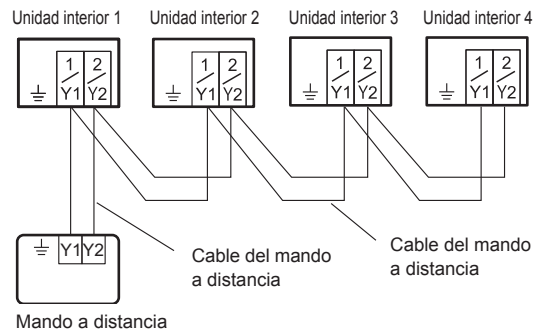 Unidad interior 1 Unidad interior 2 Unidad interior 3 Unidad interior 4
1 2 1 2 1 2 1 2
Y1 Y2 Y1 Y2 Y1 Y2 Y1 Y2
Y1 Y2
Cable del mando
a distancia
Cable del mando
a distancia
Mando a distancia